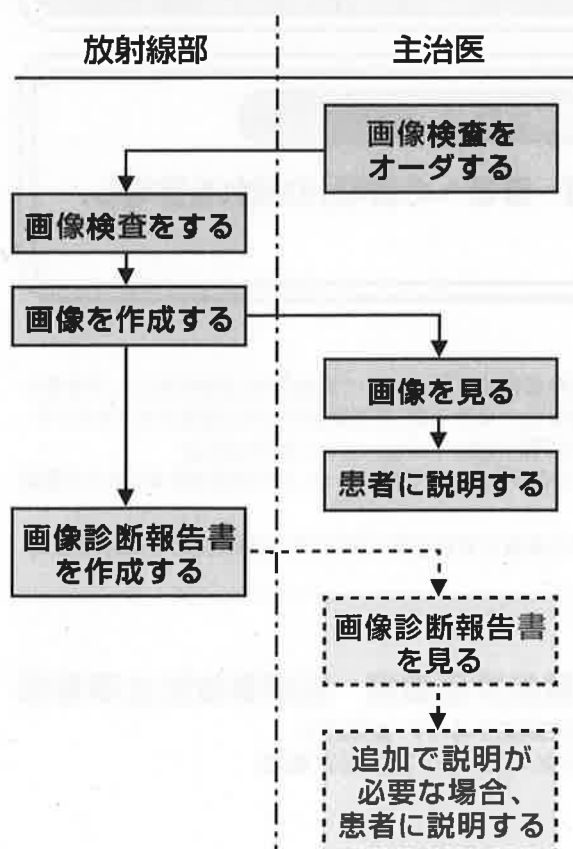 放射線部
主治医
画像検査を
オーダする
画像検査をする
画像を作成する
画像を見る
患者に説明する
画像診断報告書
を作成する
画像診断報告書
を見る
追加で説明が
必要な場合、
患者に説明する